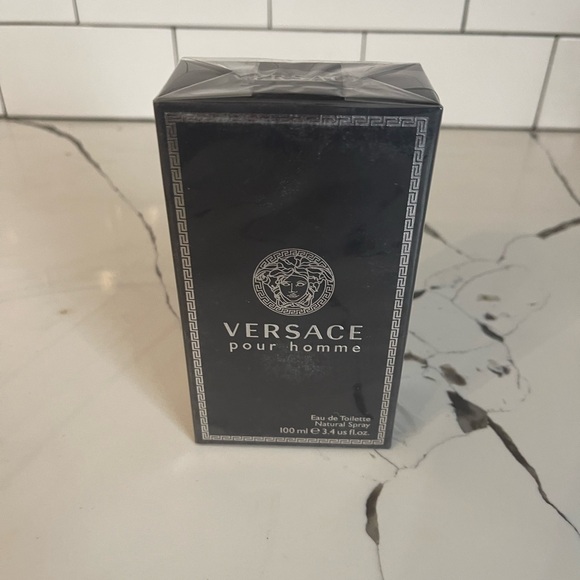 VERSACE
pour homme
Eau de Toilette
Natural Spray
100 ml ℮ 3.4 us fl.oz.